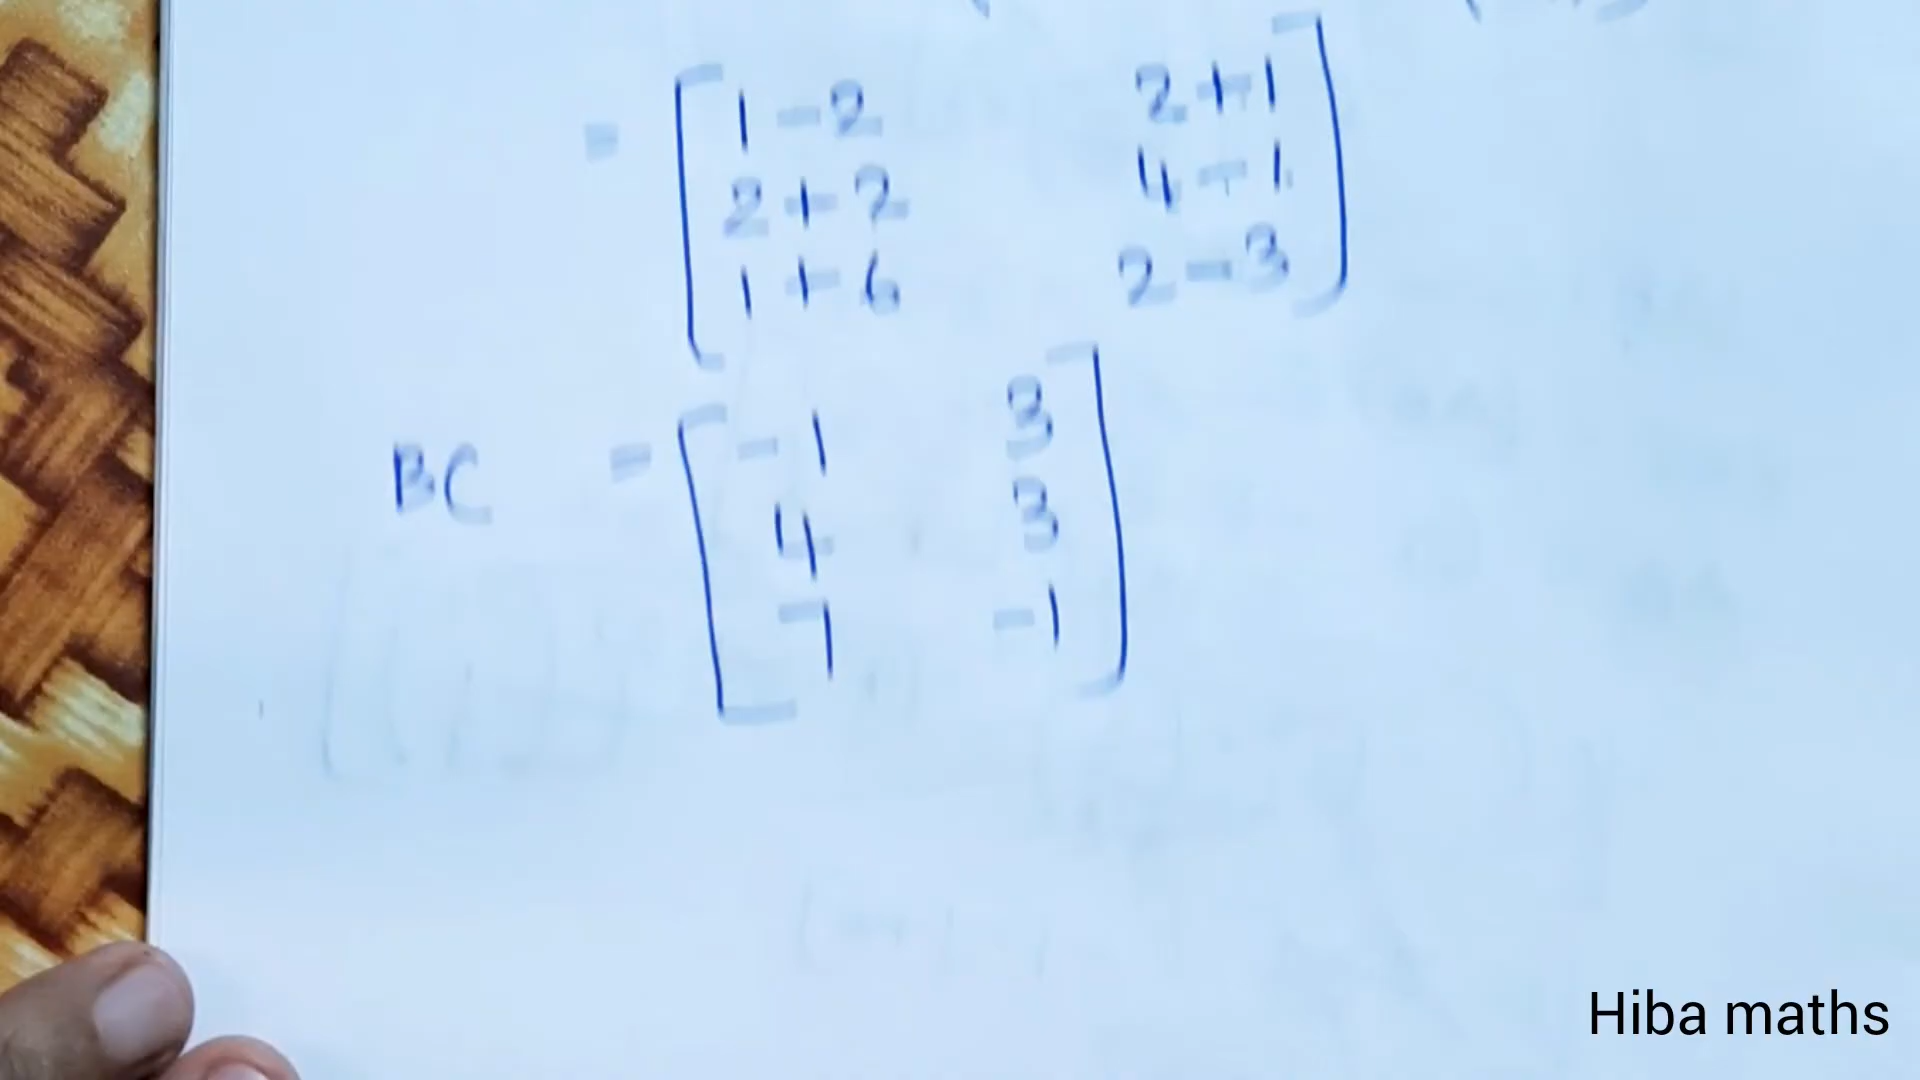 = [ 1 - 2 2 + 1
2 + 2 4 - 1
1 + 6 2 - 3 ]
BC = [ - 1 3
4 3
7 - 1 ]
Hiba maths